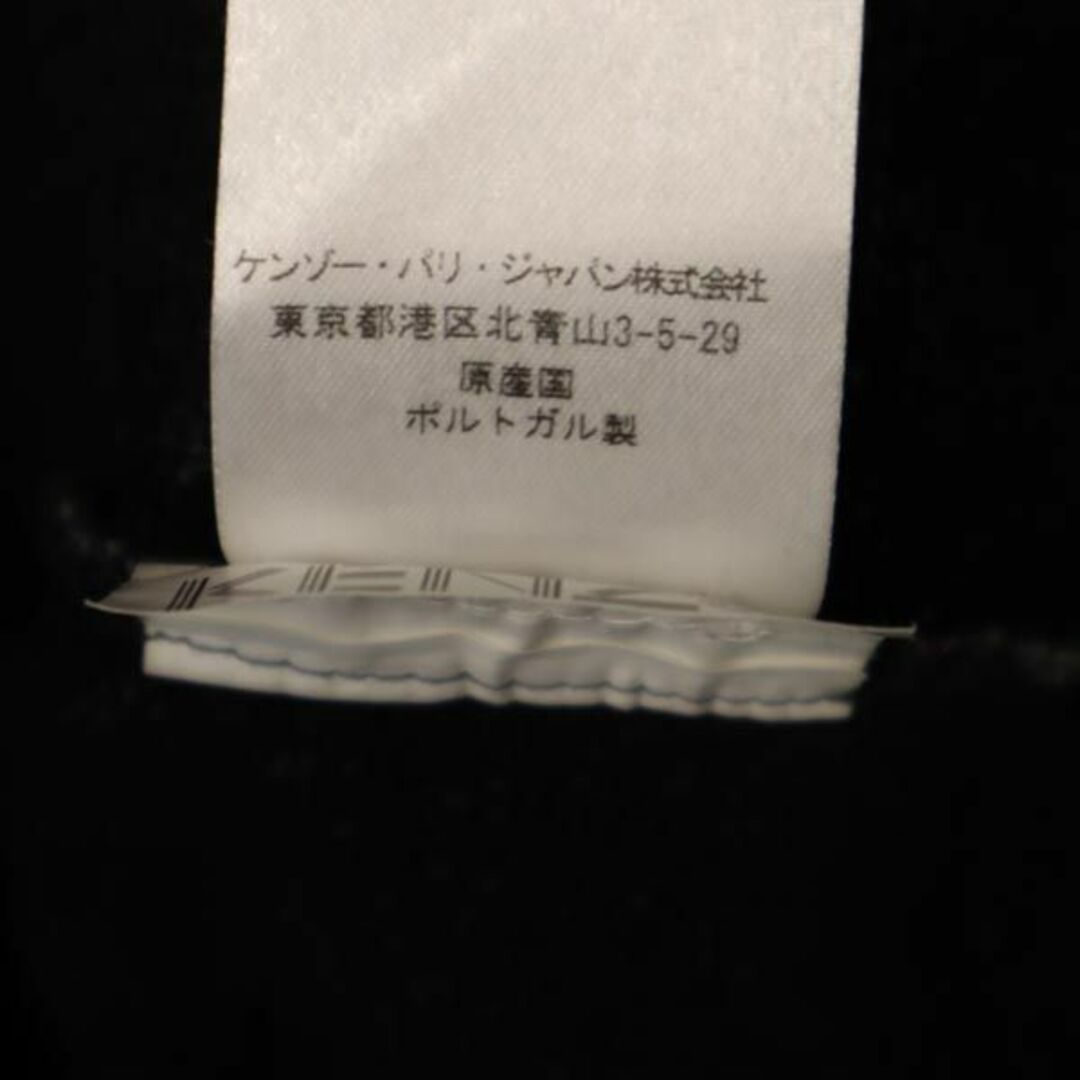 ケンゾー・パリ・ジャパン株式会社
東京都港区北青山3-5-29
原産国
ポルトガル製
KENZ